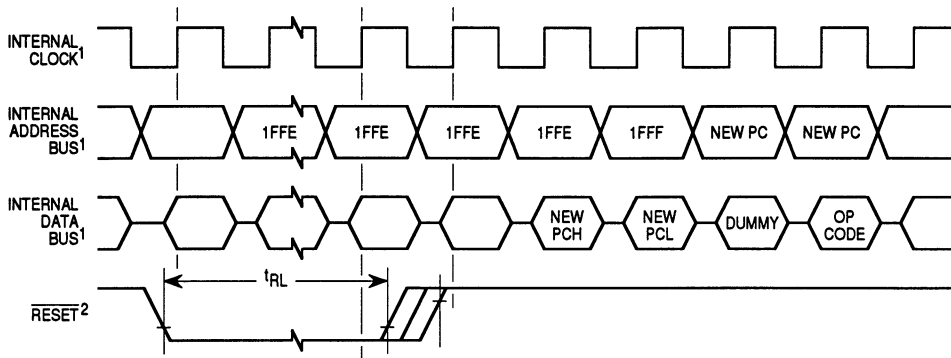 INTERNAL
CLOCK1
INTERNAL
ADDRESS
BUS1
1FFE 1FFE 1FFE 1FFE 1FFF NEW PC NEW PC
INTERNAL
DATA
BUS1
NEW
PCH
NEW
PCL
DUMMY
OP
CODE
tRL
RESET2